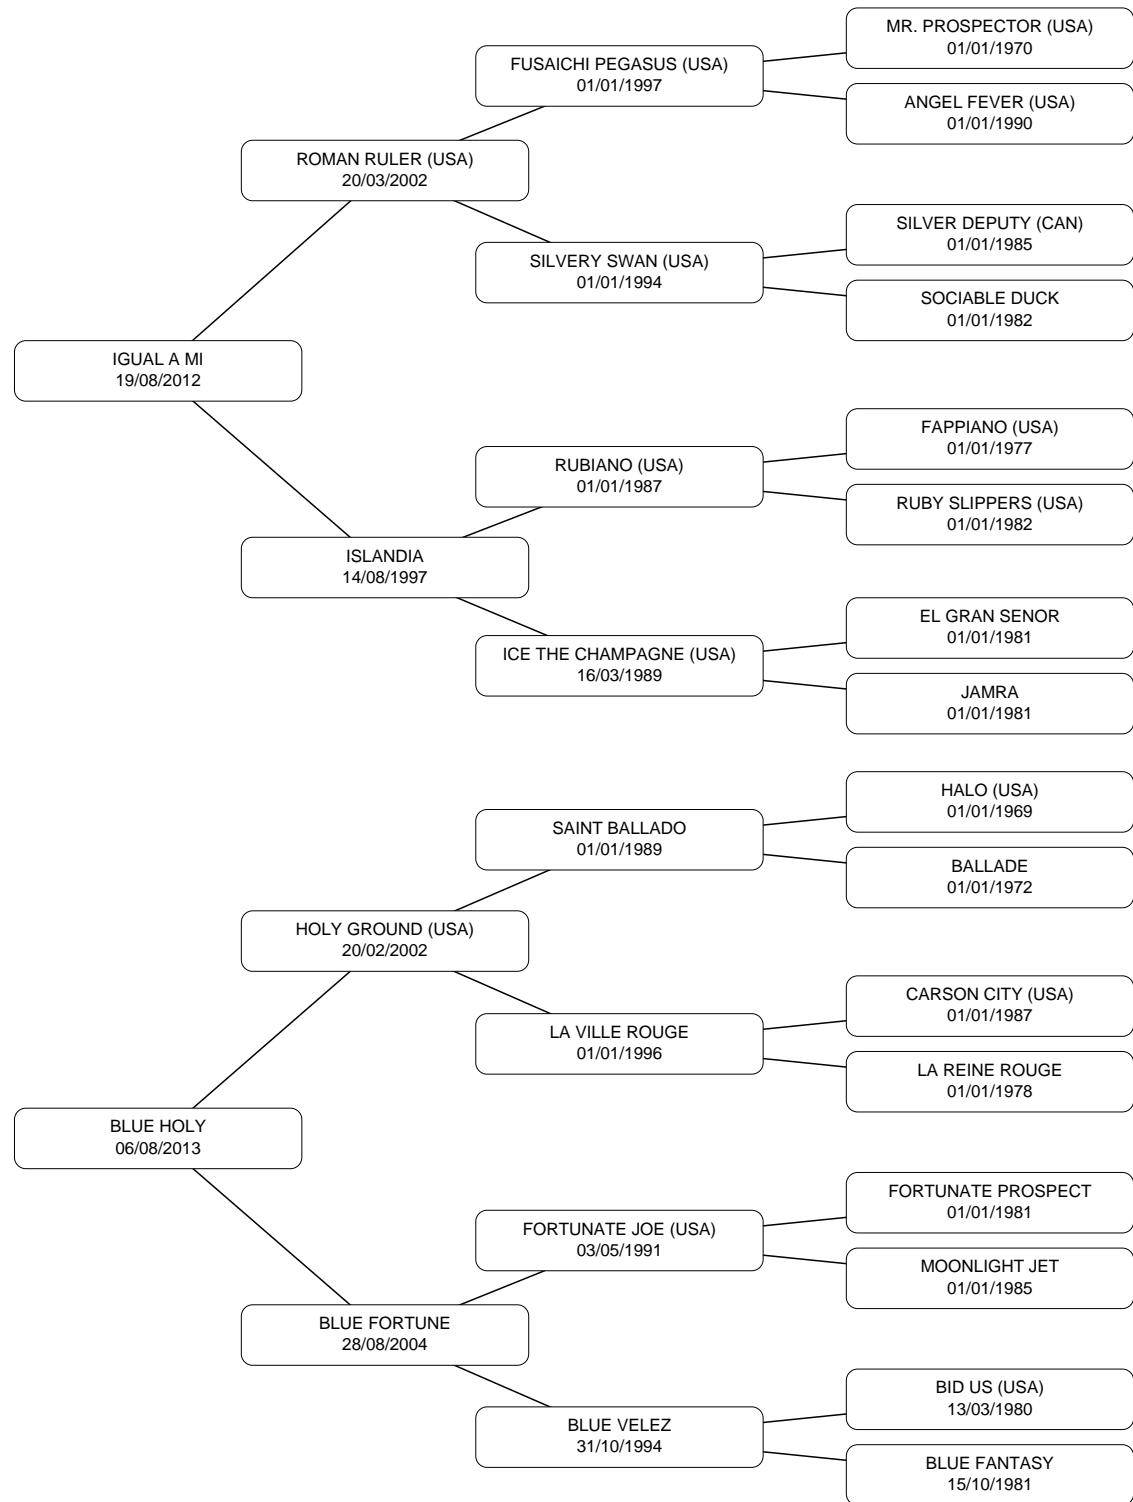 MR. PROSPECTOR (USA)
01/01/1970
FUSAICHI PEGASUS (USA)
01/01/1997
ANGEL FEVER (USA)
01/01/1990
ROMAN RULER (USA)
20/03/2002
SILVER DEPUTY (CAN)
01/01/1985
SILVERY SWAN (USA)
01/01/1994
SOCIABLE DUCK
01/01/1982
IGUAL A MI
19/08/2012
FAPPIANO (USA)
01/01/1977
RUBIANO (USA)
01/01/1987
RUBY SLIPPERS (USA)
01/01/1982
ISLANDIA
14/08/1997
EL GRAN SENOR
01/01/1981
ICE THE CHAMPAGNE (USA)
16/03/1989
JAMRA
01/01/1981
HALO (USA)
01/01/1969
SAINT BALLADO
01/01/1989
BALLADE
01/01/1972
HOLY GROUND (USA)
20/02/2002
CARSON CITY (USA)
01/01/1987
LA VILLE ROUGE
01/01/1996
LA REINE ROUGE
01/01/1978
BLUE HOLY
06/08/2013
FORTUNATE PROSPECT
01/01/1981
FORTUNATE JOE (USA)
03/05/1991
MOONLIGHT JET
01/01/1985
BLUE FORTUNE
28/08/2004
BID US (USA)
13/03/1980
BLUE VELEZ
31/10/1994
BLUE FANTASY
15/10/1981